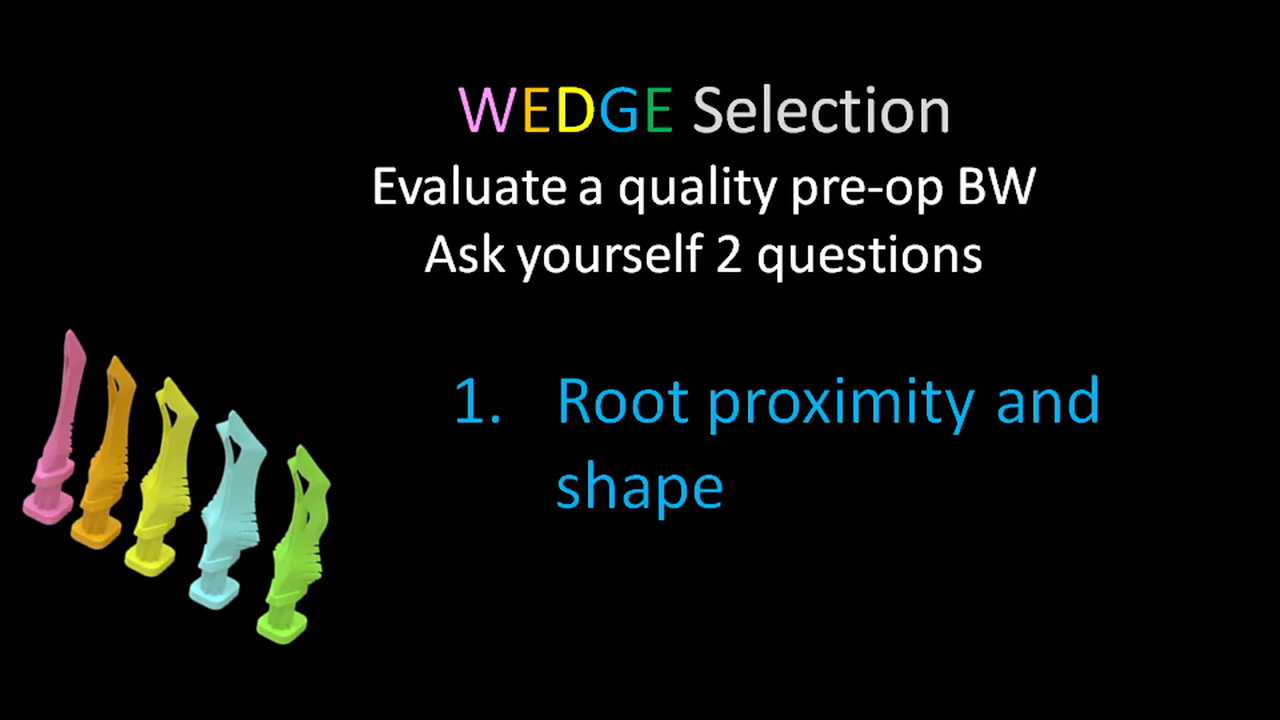 WEDGE Selection
Evaluate a quality pre-op BW
Ask yourself 2 questions
1. Root proximity and
shape